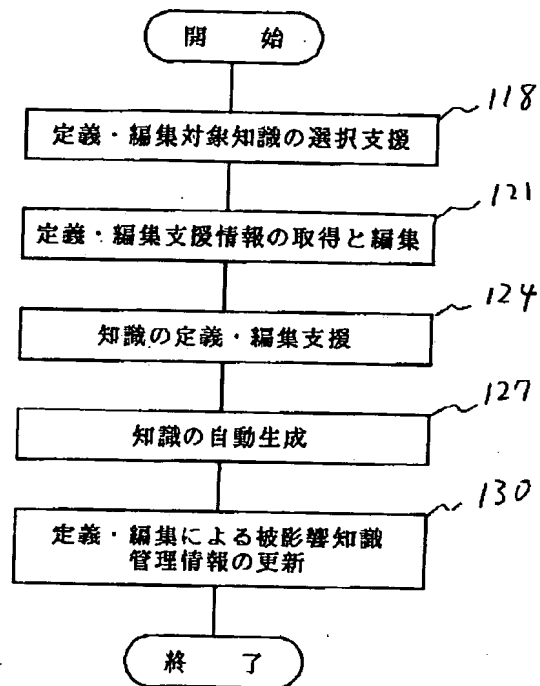 開 始
118
定義・編集対象知識の選択支援
121
定義・編集支援情報の取得と編集
124
知識の定義・編集支援
127
知識の自動生成
130
定義・編集による被影響知識
管理情報の更新
終 了